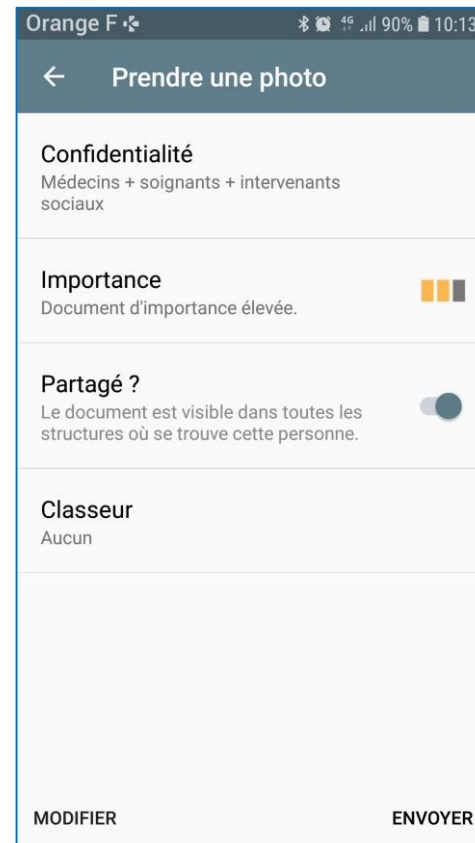 Orange F 4G 90% 10:13
Prendre une photo
Confidentialité
Médecins + soignants + intervenants
sociaux
Importance
Document d'importance élevée.
Partagé ?
Le document est visible dans toutes les
structures où se trouve cette personne.
Classeur
Aucun
MODIFIER ENVOYER